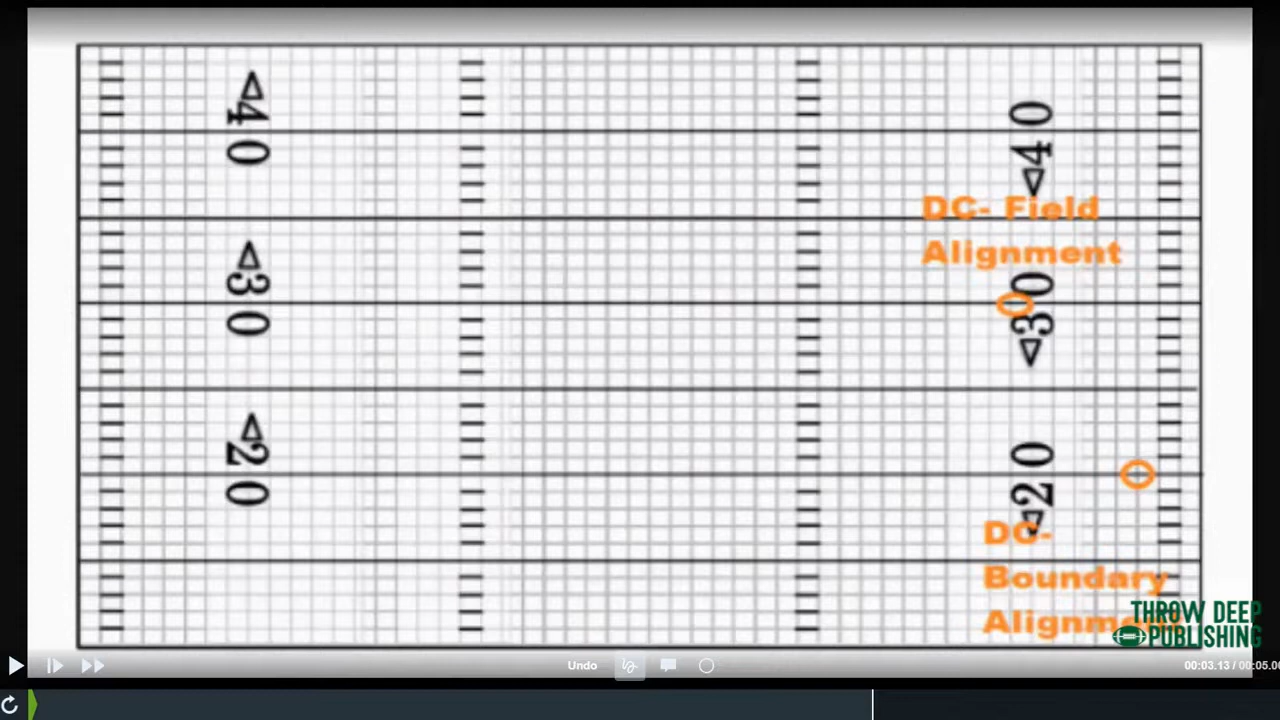 40
40
DC- Field
Alignment
30
30
20
20
DC-
Boundary
Alignment
THROW DEEP
PUBLISHING
Undo
00:03.13 / 00:05.00